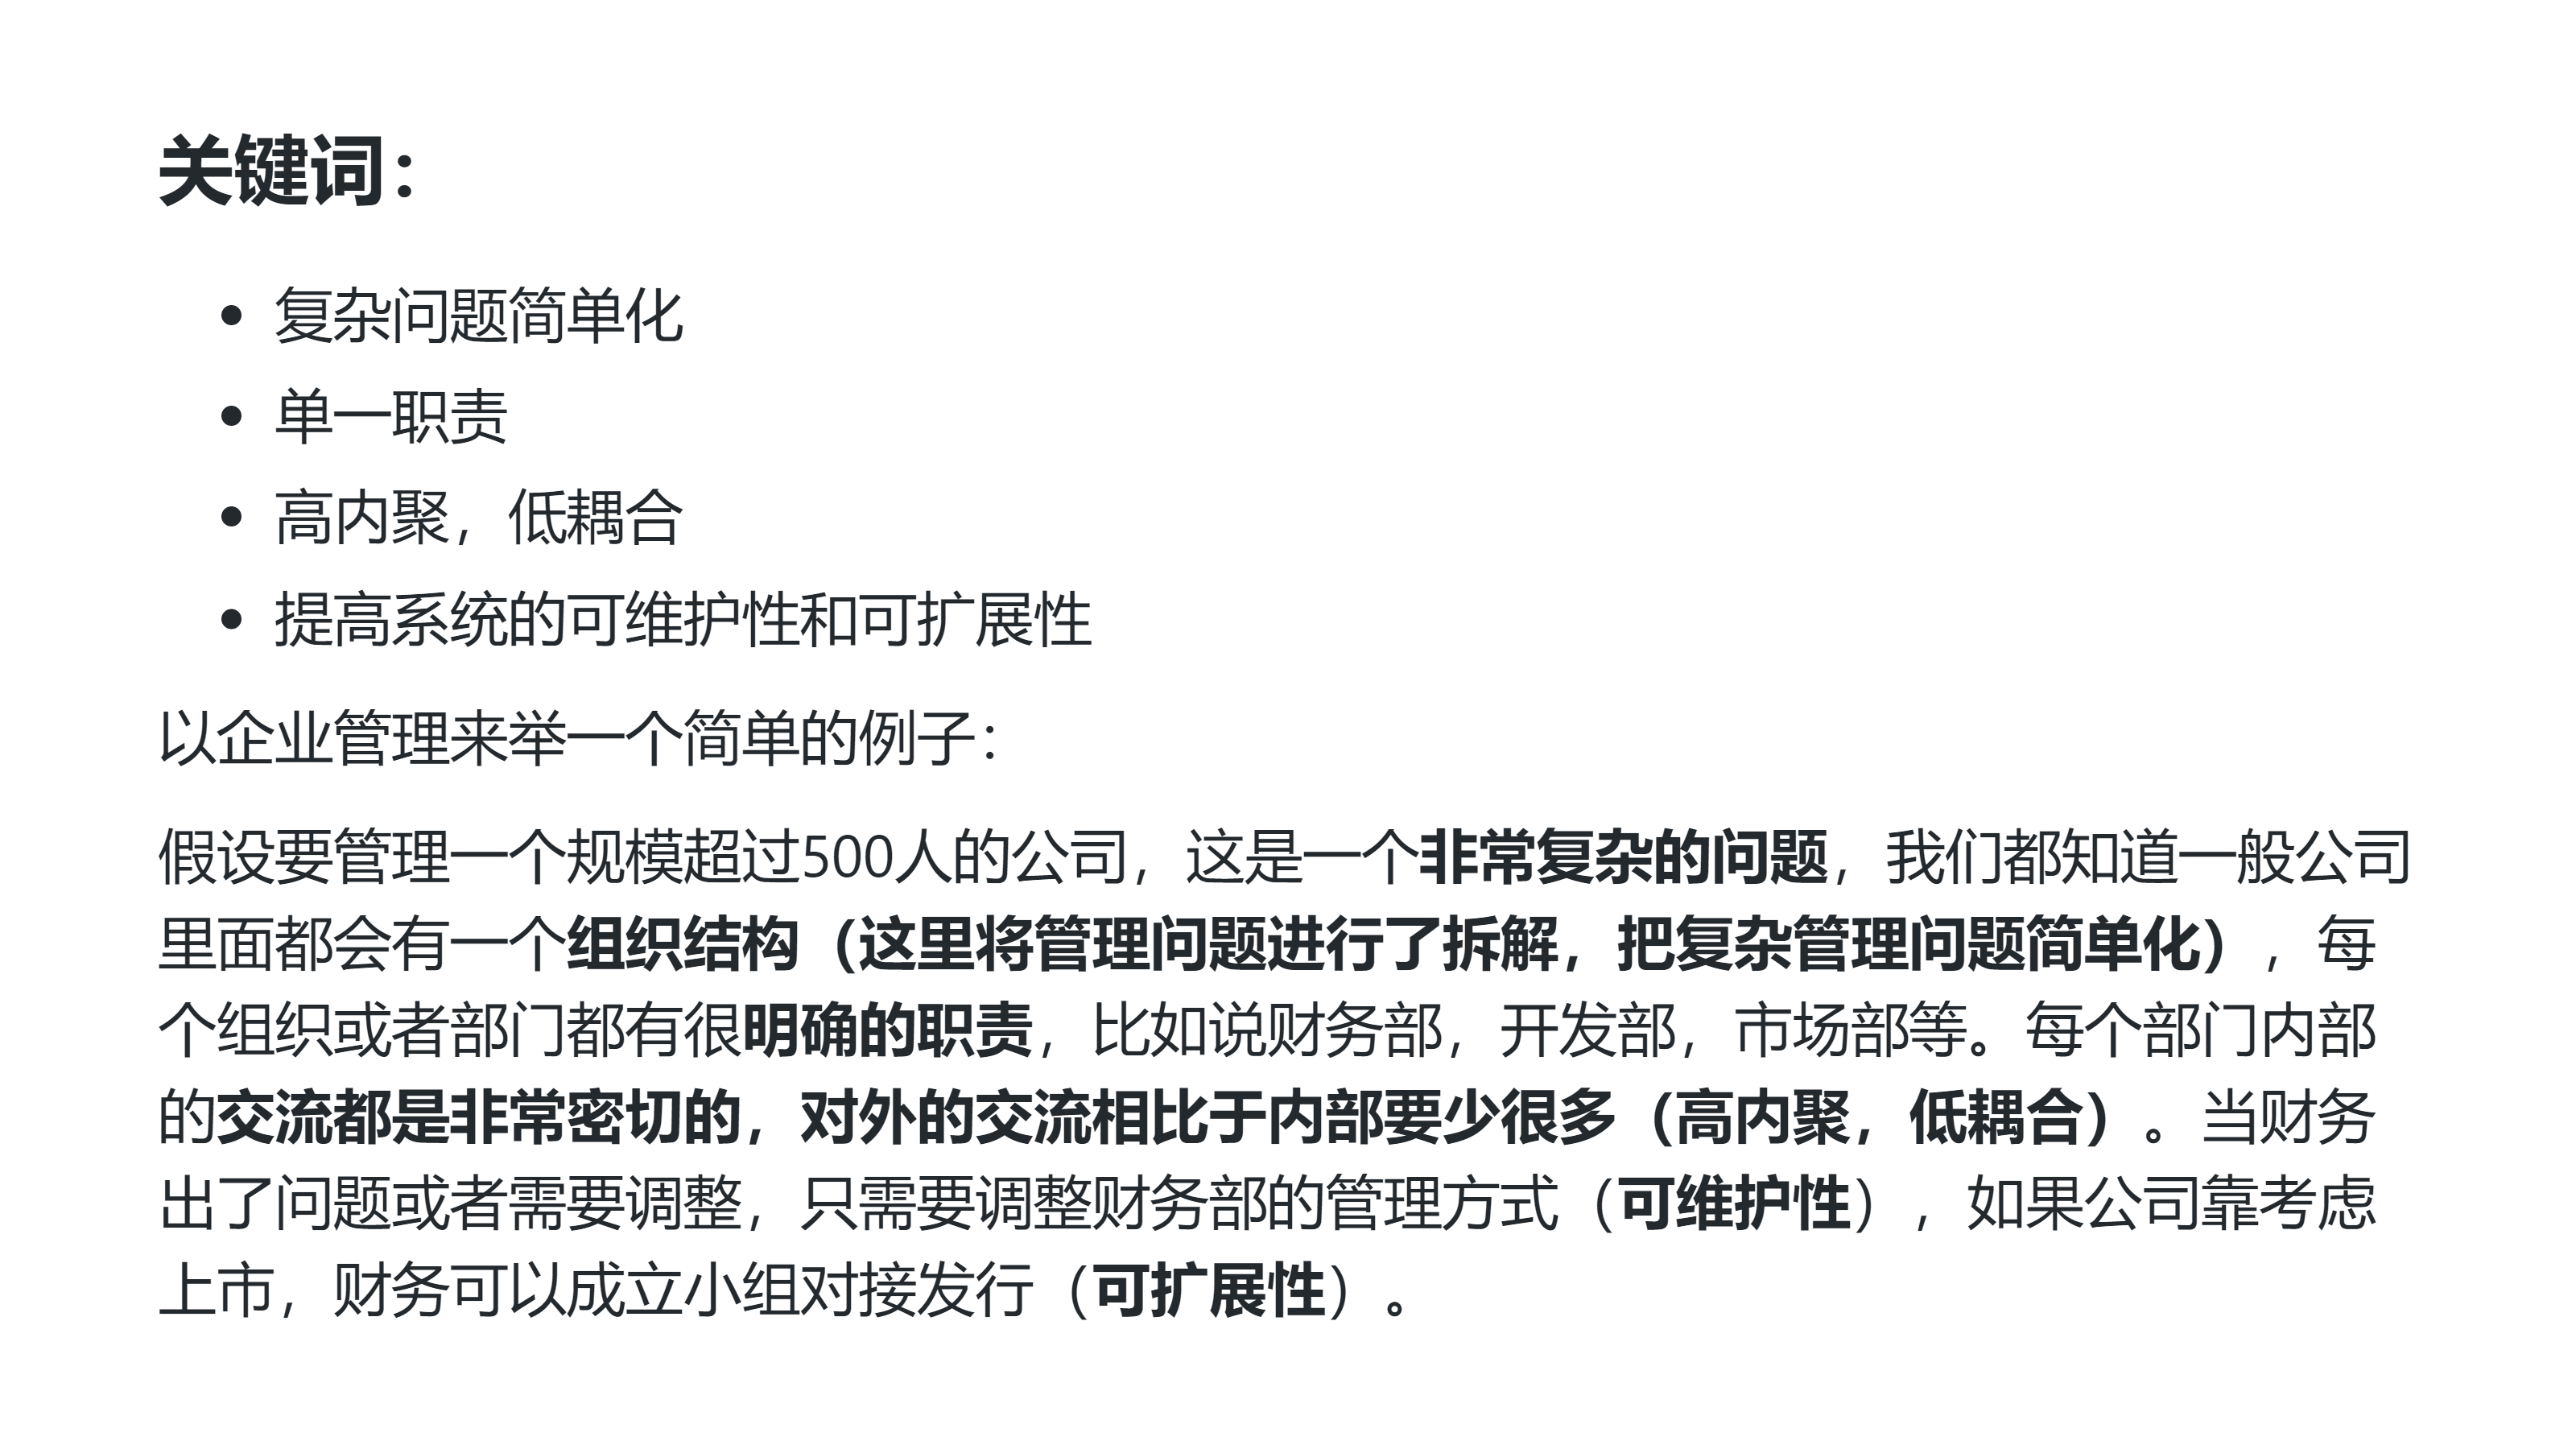 关键词：
• 复杂问题简单化
• 单一职责
• 高内聚，低耦合
• 提高系统的可维护性和可扩展性
以企业管理来举一个简单的例子：
假设要管理一个规模超过500人的公司，这是一个非常复杂的问题，我们都知道一般公司
里面都会有一个组织结构（这里将管理问题进行了拆解，把复杂管理问题简单化），每
个组织或者部门都有很明确的职责，比如说财务部，开发部，市场部等。每个部门内部
的交流都是非常密切的，对外的交流相比于内部要少很多（高内聚，低耦合）。当财务
出了问题或者需要调整，只需要调整财务部的管理方式（可维护性），如果公司靠考虑
上市，财务可以成立小组对接发行（可扩展性）。